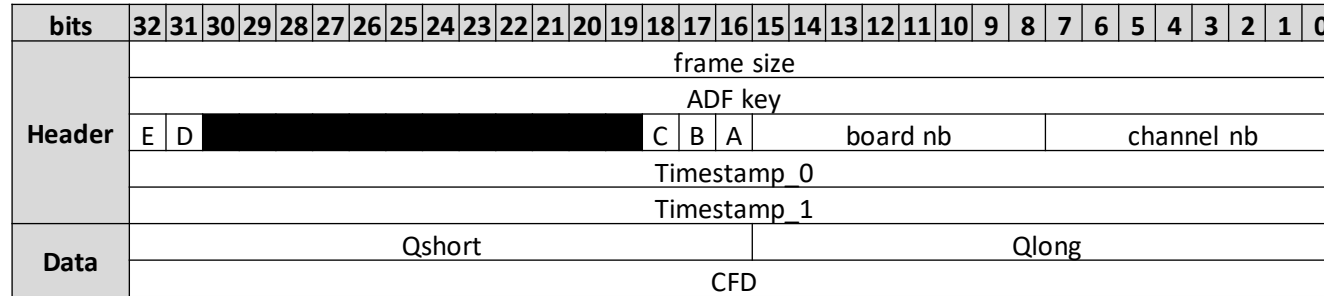 bits 32 31 30 29 28 27 26 25 24 23 22 21 20 19 18 17 16 15 14 13 12 11 10 9 8 7 6 5 4 3 2 1 0
Header
frame size
ADF key
E D C B A board nb channel nb
Timestamp_0
Timestamp_1
Data
Qshort Qlong
CFD